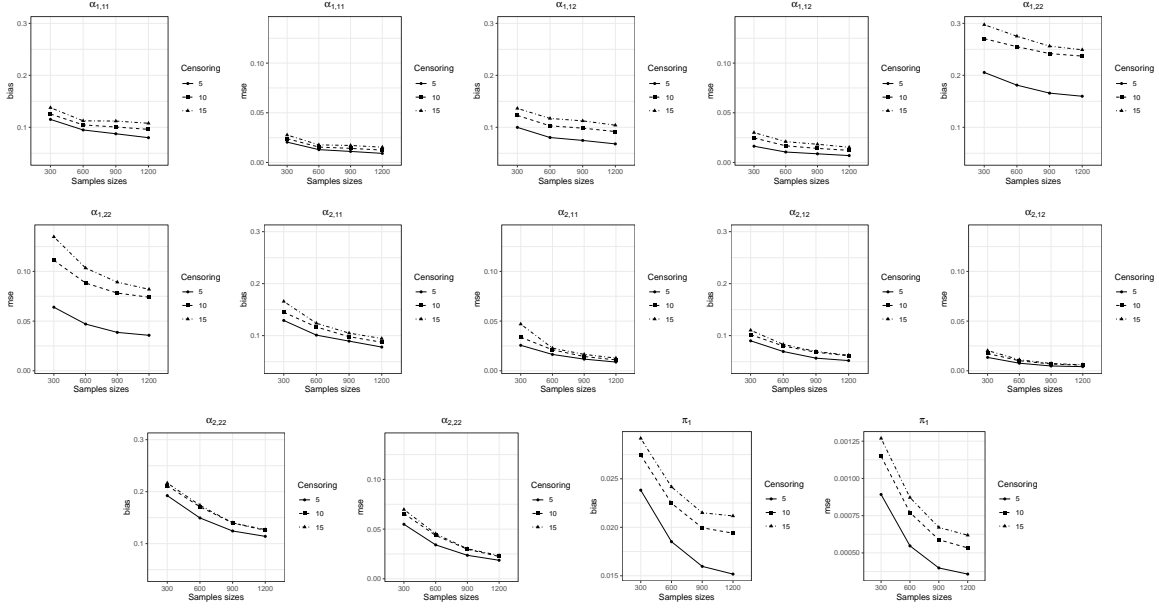 α1,11
0.3
0.2
0.1
bias
300 600 900 1200
Samples sizes
Censoring
5
10
15
α1,11
0.10
0.05
0.00
mse
300 600 900 1200
Samples sizes
Censoring
5
10
15
α1,12
0.3
0.2
0.1
bias
300 600 900 1200
Samples sizes
Censoring
5
10
15
α1,12
0.10
0.05
0.00
mse
300 600 900 1200
Samples sizes
Censoring
5
10
15
α1,22
0.3
0.2
0.1
bias
300 600 900 1200
Samples sizes
Censoring
5
10
15
α1,22
0.10
0.05
0.00
mse
300 600 900 1200
Samples sizes
Censoring
5
10
15
α2,11
0.3
0.2
0.1
bias
300 600 900 1200
Samples sizes
Censoring
5
10
15
α2,11
0.10
0.05
0.00
mse
300 600 900 1200
Samples sizes
Censoring
5
10
15
α2,12
0.3
0.2
0.1
bias
300 600 900 1200
Samples sizes
Censoring
5
10
15
α2,12
0.10
0.05
0.00
mse
300 600 900 1200
Samples sizes
Censoring
5
10
15
α2,22
0.3
0.2
0.1
bias
300 600 900 1200
Samples sizes
Censoring
5
10
15
α2,22
0.10
0.05
0.00
mse
300 600 900 1200
Samples sizes
Censoring
5
10
15
π1
0.025
0.020
0.015
bias
300 600 900 1200
Samples sizes
Censoring
5
10
15
π1
0.00125
0.00100
0.00075
0.00050
mse
300 600 900 1200
Samples sizes
Censoring
5
10
15